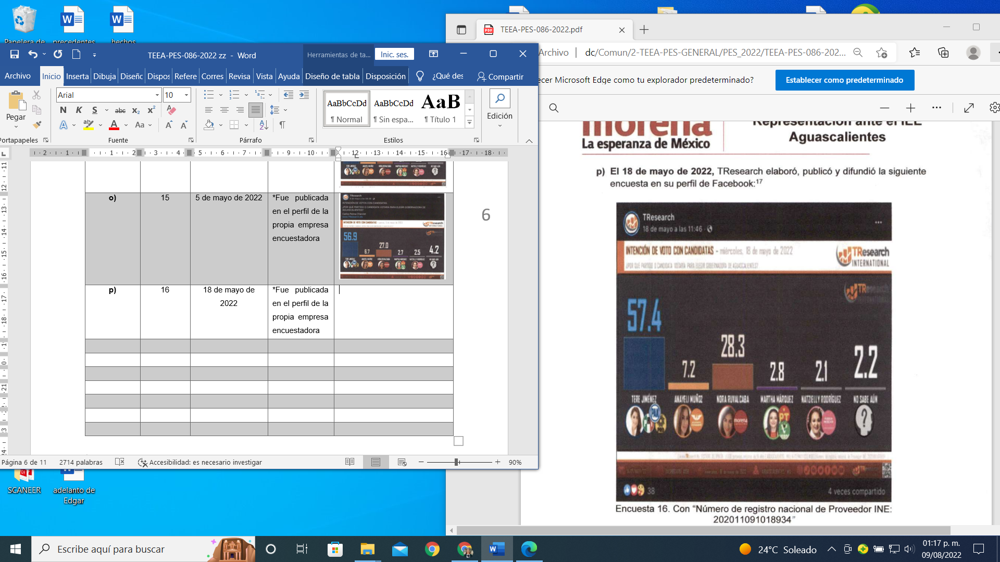 Papelera de
precedentes
hechos
TEEA-PES-086-2022 zz - Word
Herramientas de ta...
Inic. ses.
Archivo
Inicio
Inserta
Dibuja
Diseñc
Dispos
Refere
Corres
Revisa
Vista
Ayuda
Diseño de tabla
Disposición
¿Qué des
Compartir
Pegar
Arial
10
N K S abc x₂ x²
Aa
AaBbCcDd
¶ Normal
AaBbCcDd
¶ Sin espa...
AaB
¶ Título 1
Edición
Portapapeles
Fuente
Párrafo
Estilos
o)
15
5 de mayo de 2022
*Fue publicada
en el perfil de la
propia empresa
encuestadora
56.9
6.7
27.0
2.7
2.5
4.2
6
p)
16
18 de mayo de
2022
*Fue publicada
en el perfil de la
propia empresa
encuestadora
Página 6 de 11
2714 palabras
Accesibilidad: es necesario investigar
90%
SCANEER
adelanto de
Edgar
TEEA-PES-086-2022.pdf
Archivo
dc/Comun/2-TEEA-PES-GENERAL/PES_2022/TEEA-PES-086-202...
ecer Microsoft Edge como tu explorador predeterminado?
Establecer como predeterminado
morena
La esperanza de México
Representación ante el IEE
Aguascalientes
p) El 18 de mayo de 2022, TResearch elaboró, publicó y difundió la siguiente
encuesta en su perfil de Facebook:17
TResearch
18 de mayo a las 11:46
INTENCIÓN DE VOTO CON CANDIDATAS - miércoles, 18 de mayo de 2022
¿POR QUÉ PARTIDO O CANDIDATA VOTARÍA PARA ELEGIR GOBERNADORA DE AGUASCALIENTES?
TResearch
INTERNATIONAL
57.4
7.2
28.3
2.8
2.1
2.2
TERE JIMÉNEZ
ANAYELI MUÑOZ
NORA RUVALCABA
MARTHA MÁRQUEZ
NATZIELLY RODRÍGUEZ
NO SABE AÚN
38
4 veces compartido
Encuesta 16. Con “Número de registro nacional de Proveedor INE:
202011091018934”
Escribe aquí para buscar
24°C Soleado
01:17 p. m.
09/08/2022